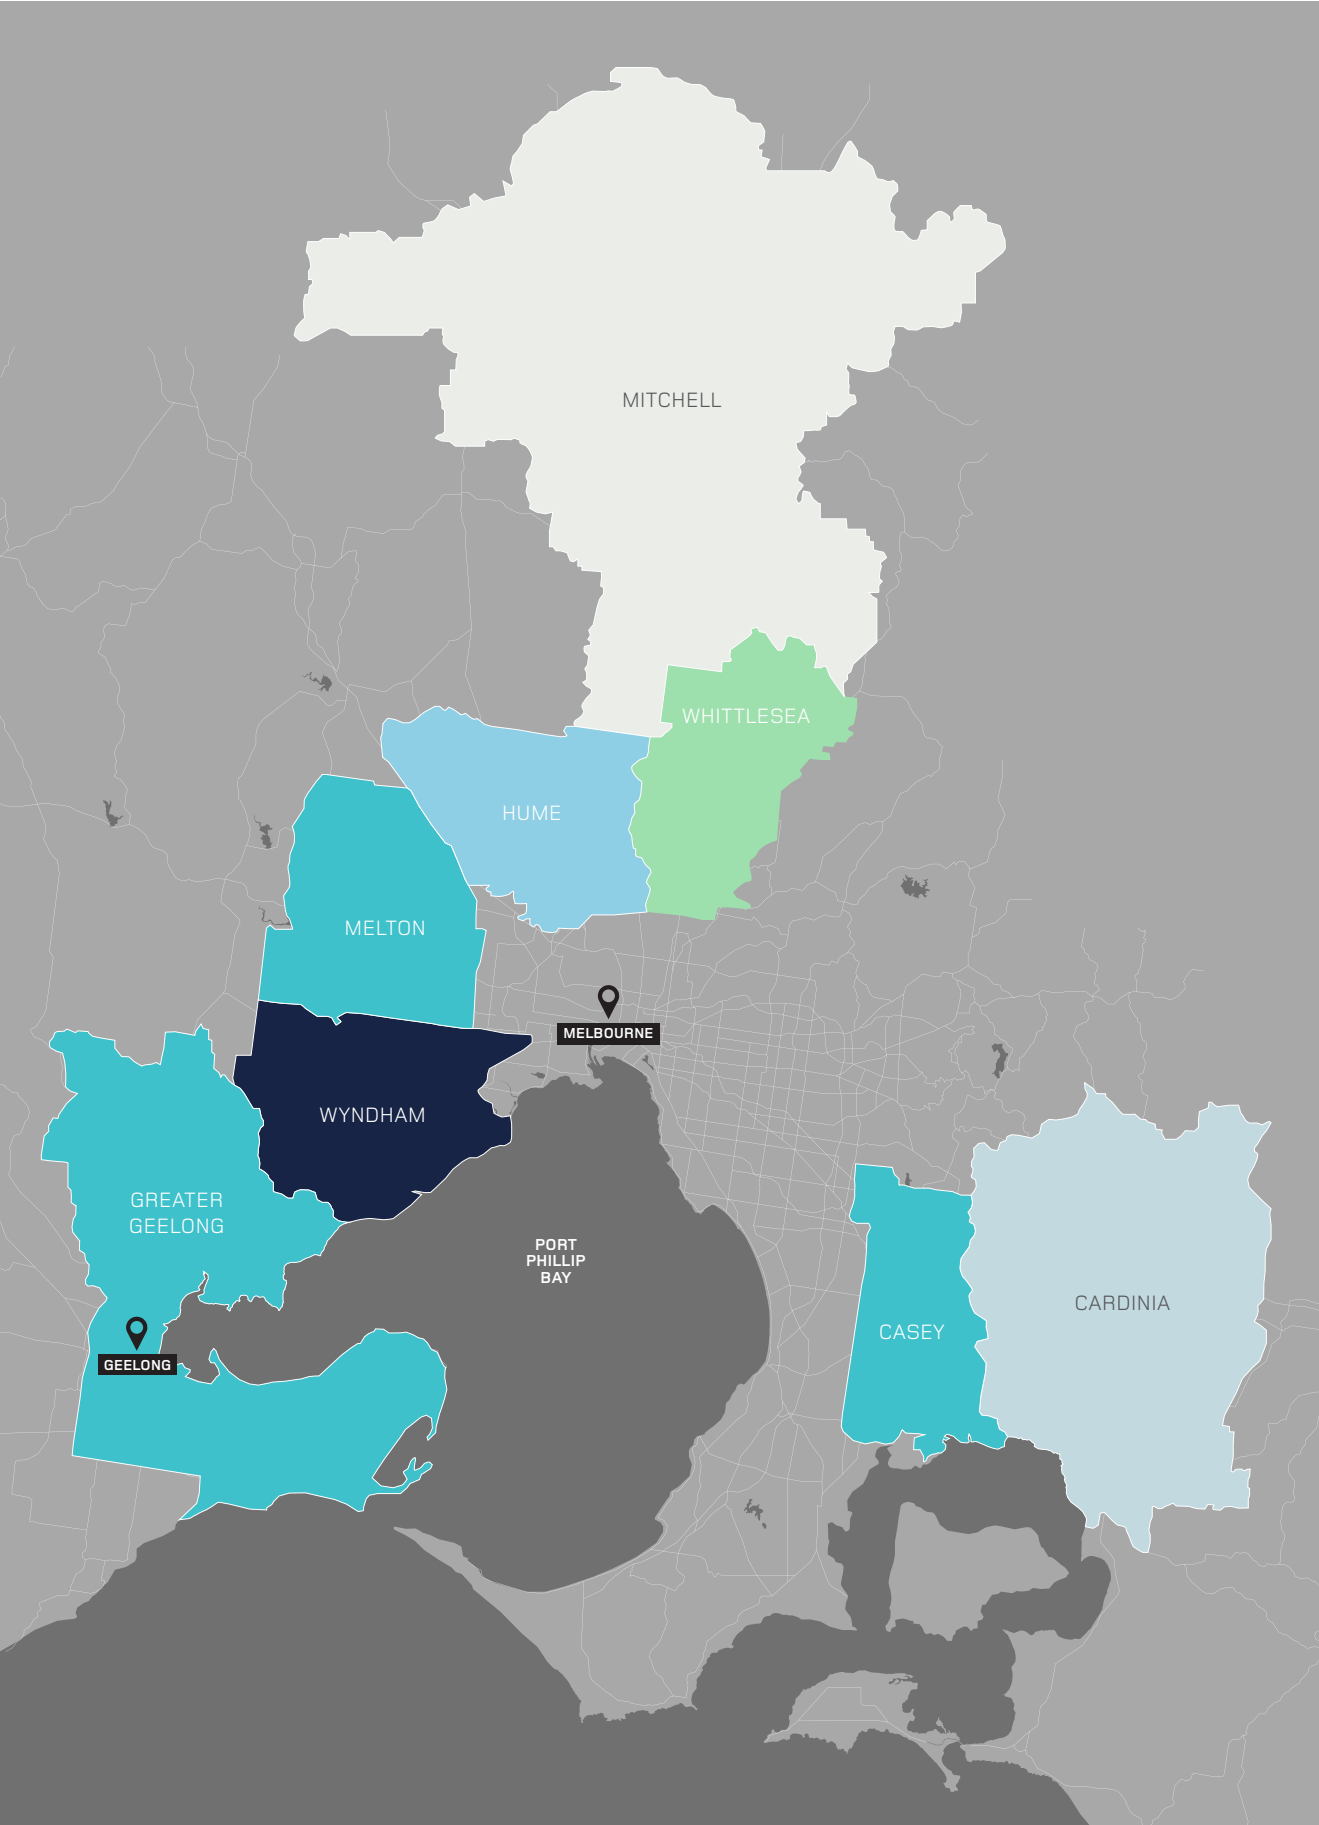 MITCHELL
WHITTLESEA
HUME
MELTON
MELBOURNE
WYNDHAM
GREATER
GEELONG
PORT
PHILLIP
BAY
CARDINIA
CASEY
GEELONG